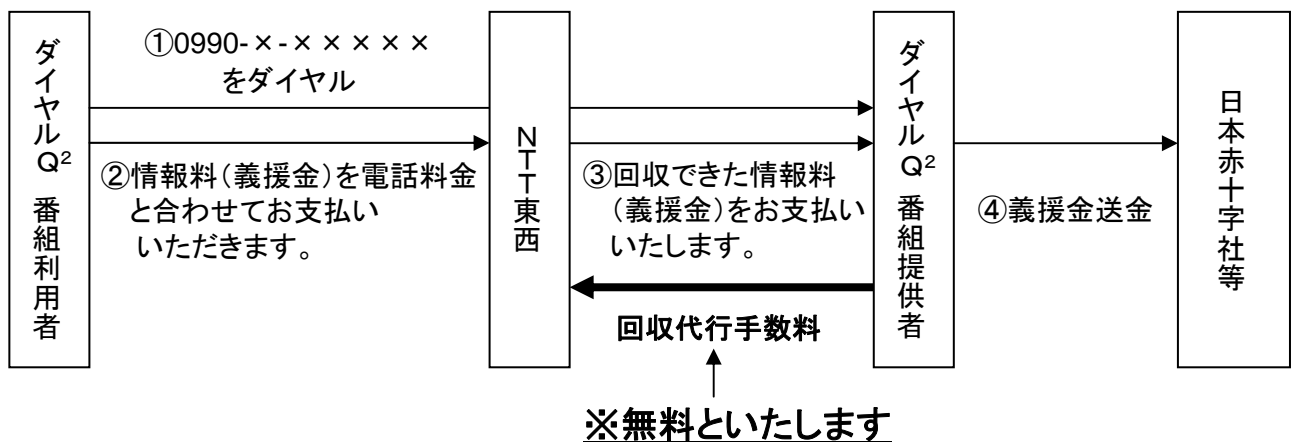 ダイヤルQ²番組利用者
①0990-×-×××××
をダイヤル
②情報料(義援金)を電話料金
と合わせてお支払い
いただきます。
NTT東西
③回収できた情報料
(義援金)をお支払い
いたします。
回収代行手数料
※無料といたします
ダイヤルQ²番組提供者
④義援金送金
日本赤十字社等